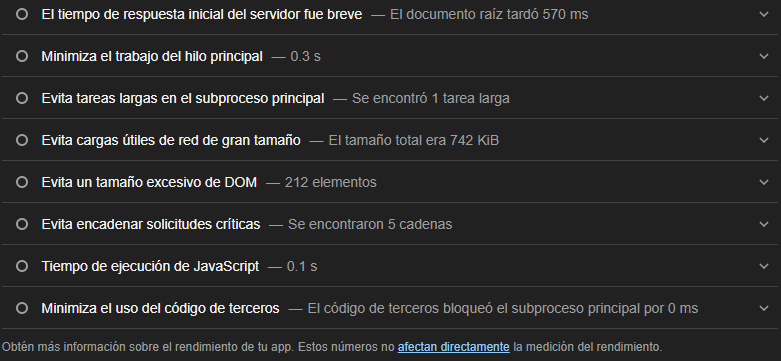 El tiempo de respuesta inicial del servidor fue breve — El documento raíz tardó 570 ms
Minimiza el trabajo del hilo principal — 0.3 s
Evita tareas largas en el subproceso principal — Se encontró 1 tarea larga
Evita cargas útiles de red de gran tamaño — El tamaño total era 742 KiB
Evita un tamaño excesivo de DOM — 212 elementos
Evita encadenar solicitudes críticas — Se encontraron 5 cadenas
Tiempo de ejecución de JavaScript — 0.1 s
Minimiza el uso del código de terceros — El código de terceros bloqueó el subproceso principal por 0 ms
Obtén más información sobre el rendimiento de tu app. Estos números no afectan directamente la medición del rendimiento.